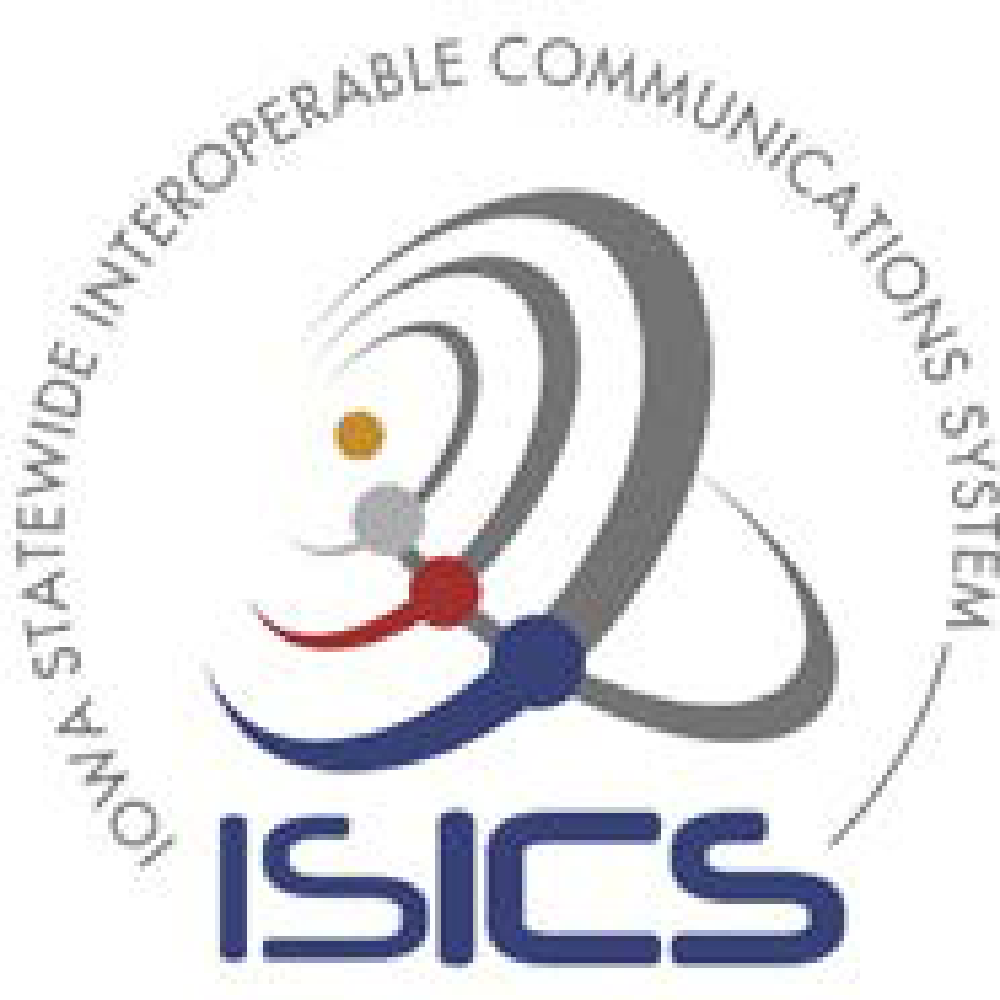 IOWA STATEWIDE INTEROPERABLE COMMUNICATIONS SYSTEM
ISICS